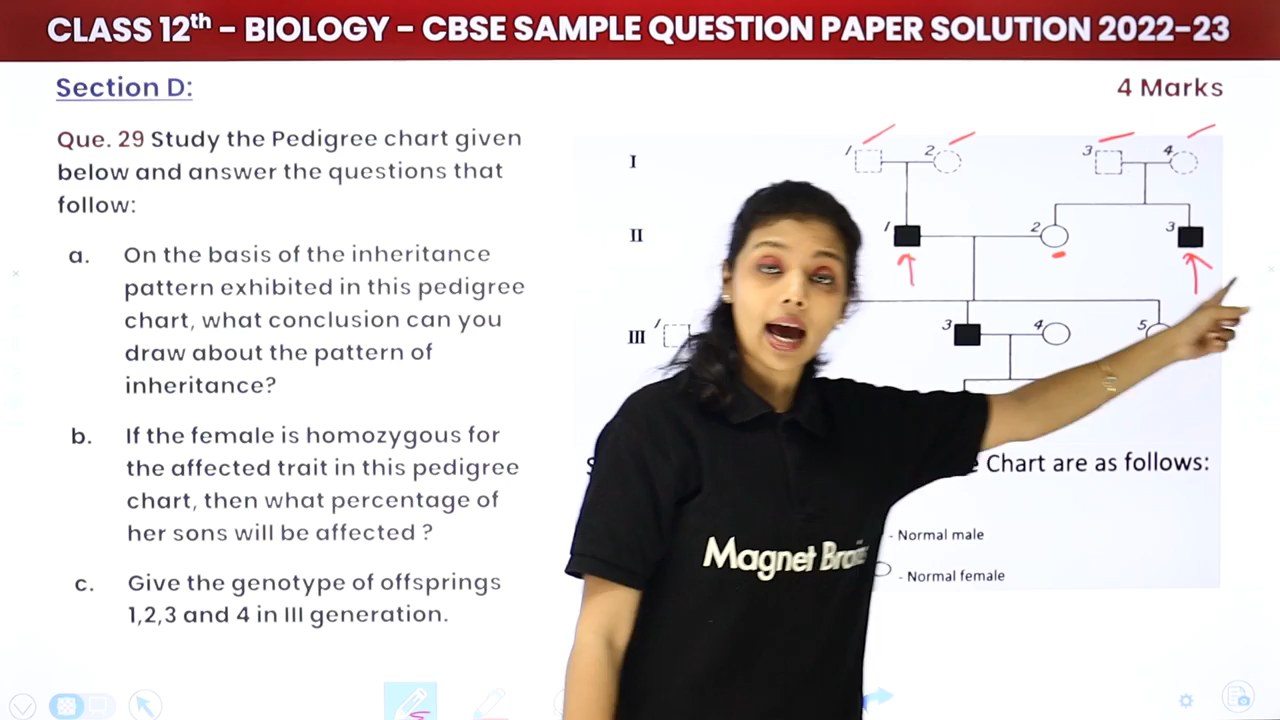 CLASS 12th – BIOLOGY – CBSE SAMPLE QUESTION PAPER SOLUTION 2022-23
Section D:
4 Marks
Que. 29 Study the Pedigree chart given
below and answer the questions that
follow:
a. On the basis of the inheritance
pattern exhibited in this pedigree
chart, what conclusion can you
draw about the pattern of
inheritance?
b. If the female is homozygous for
the affected trait in this pedigree
chart, then what percentage of
her sons will be affected ?
c. Give the genotype of offsprings
1,2,3 and 4 in III generation.
I
1 2 3 4
II
1 2 3
III
1 3 4 5
Chart are as follows:
- Normal male
- Normal female
Magnet